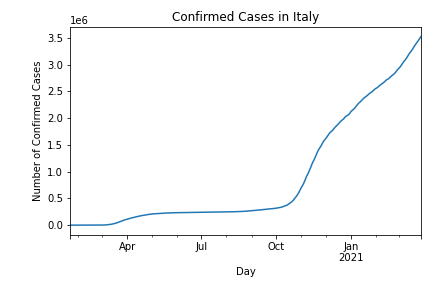 Confirmed Cases in Italy
1e6
3.5
3.0
2.5
2.0
1.5
1.0
0.5
0.0
Number of Confirmed Cases
Apr
Jul
Oct
Jan
2021
Day